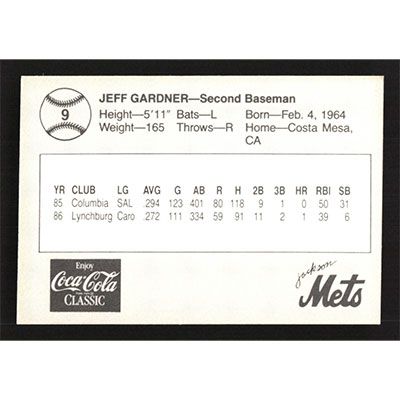 9
JEFF GARDNER—Second Baseman
Height—5'11" Bats—L Born—Feb. 4, 1964
Weight—165 Throws—R Home—Costa Mesa,
CA
YR CLUB LG AVG G AB R H 2B 3B HR RBI SB
85 Columbia SAL .294 123 401 80 118 9 1 0 50 31
86 Lynchburg Caro .272 111 334 59 91 11 2 1 39 6
Enjoy
Coca-Cola
CLASSIC
jackson
Mets